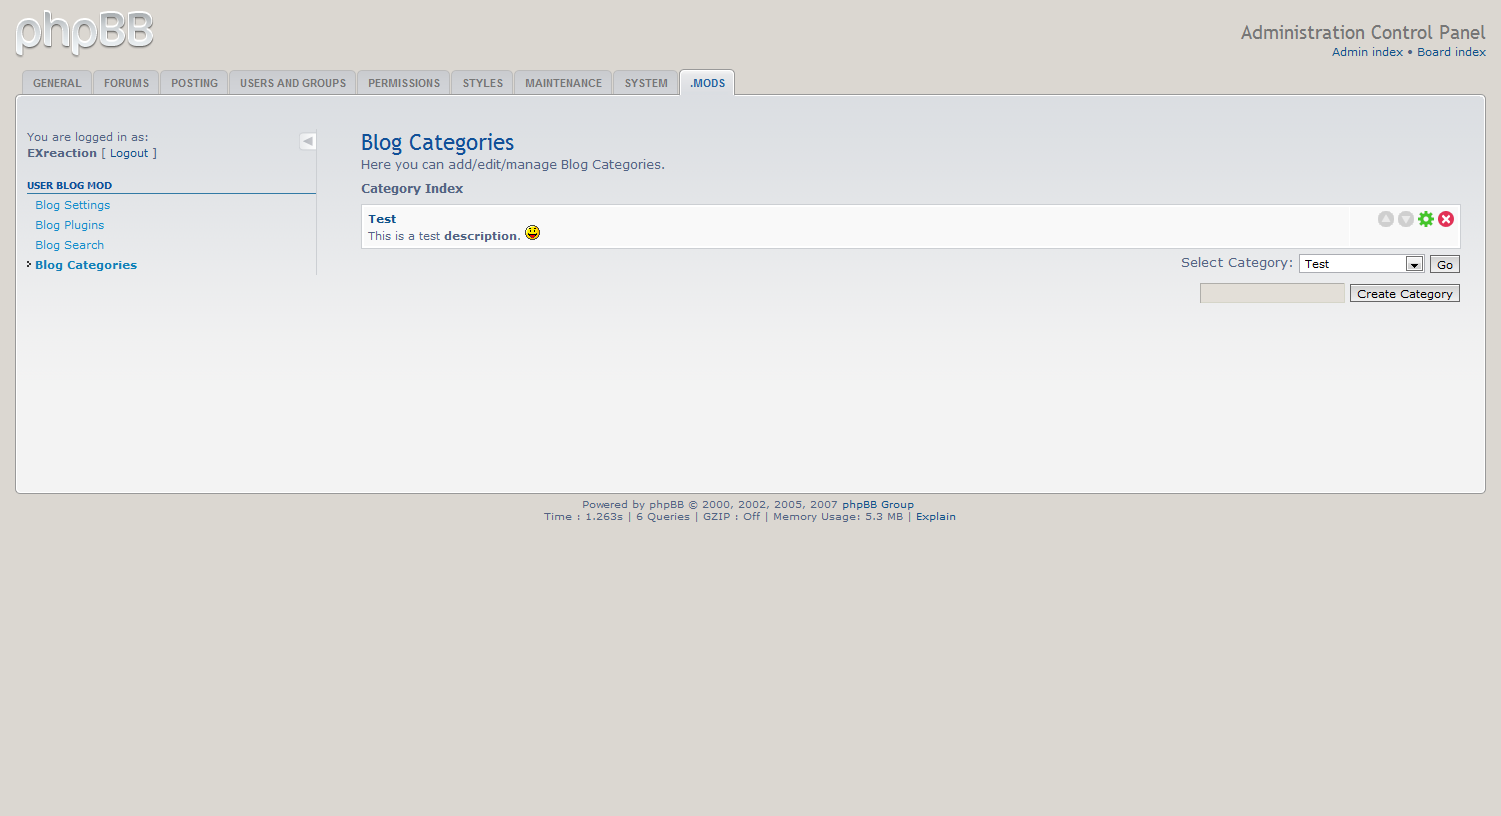 phpBB
Administration Control Panel
Admin index • Board index
GENERAL FORUMS POSTING USERS AND GROUPS PERMISSIONS STYLES MAINTENANCE SYSTEM .MODS
You are logged in as:
EXreaction [ Logout ]
USER BLOG MOD
Blog Settings
Blog Plugins
Blog Search
Blog Categories
Blog Categories
Here you can add/edit/manage Blog Categories.
Category Index
Test
This is a test description.
Select Category: Test Go
Create Category
Powered by phpBB © 2000, 2002, 2005, 2007 phpBB Group
Time : 1.263s | 6 Queries | GZIP : Off | Memory Usage: 5.3 MB | Explain